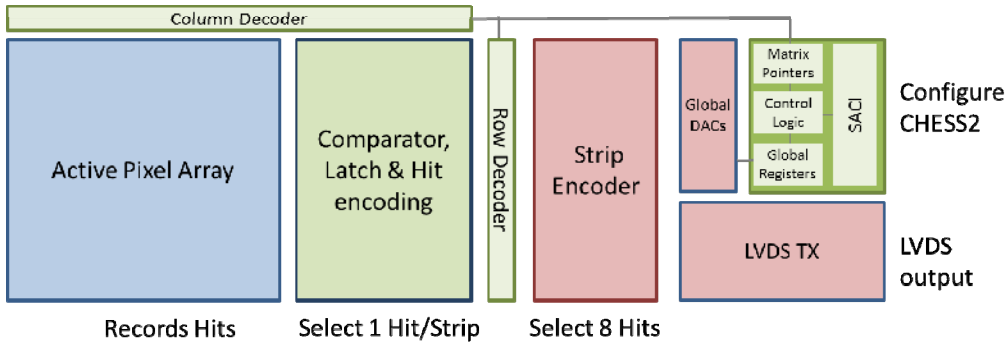 Column Decoder
Active Pixel Array
Comparator,
Latch & Hit
encoding
Row Decoder
Strip
Encoder
Global
DACs
Matrix
Pointers
Control
Logic
Global
Registers
SACI
Configure
CHESS2
LVDS TX
LVDS
output
Records Hits
Select 1 Hit/Strip
Select 8 Hits